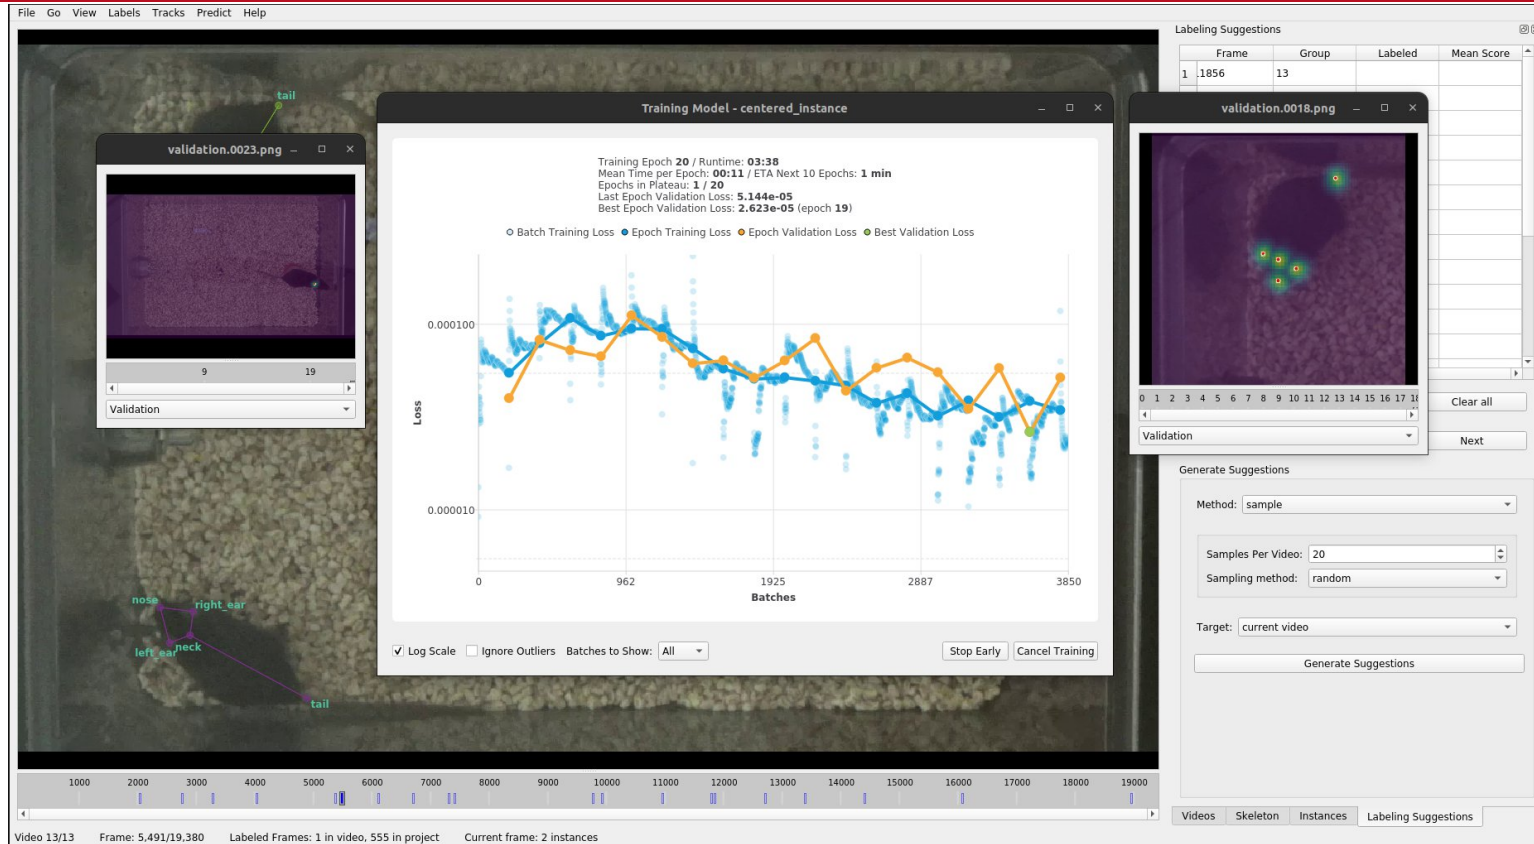 File Go View Labels Tracks Predict Help
Labeling Suggestions
Frame Group Labeled Mean Score
1 .1856 13
tail
validation.0023.png
9 19
Validation
Training Model - centered_instance
Training Epoch 20 / Runtime: 03:38
Mean Time per Epoch: 00:11 / ETA Next 10 Epochs: 1 min
Epochs in Plateau: 1 / 20
Last Epoch Validation Loss: 5.144e-05
Best Epoch Validation Loss: 2.623e-05 (epoch 19)
Batch Training Loss Epoch Training Loss Epoch Validation Loss Best Validation Loss
0.000100
Loss
0.000010
0 962 1925 2887 3850
Batches
Log Scale Ignore Outliers Batches to Show: All Stop Early Cancel Training
validation.0018.png
0 1 2 3 4 5 6 7 8 9 10 11 12 13 14 15 16 17 18
Validation
Clear all
Next
Generate Suggestions
Method: sample
Samples Per Video: 20
Sampling method: random
Target: current video
Generate Suggestions
nose right_ear
left_ear neck
tail
1000 2000 3000 4000 5000 6000 7000 8000 9000 10000 11000 12000 13000 14000 15000 16000 17000 18000 19000
Videos Skeleton Instances Labeling Suggestions
Video 13/13 Frame: 5,491/19,380 Labeled Frames: 1 in video, 555 in project Current frame: 2 instances